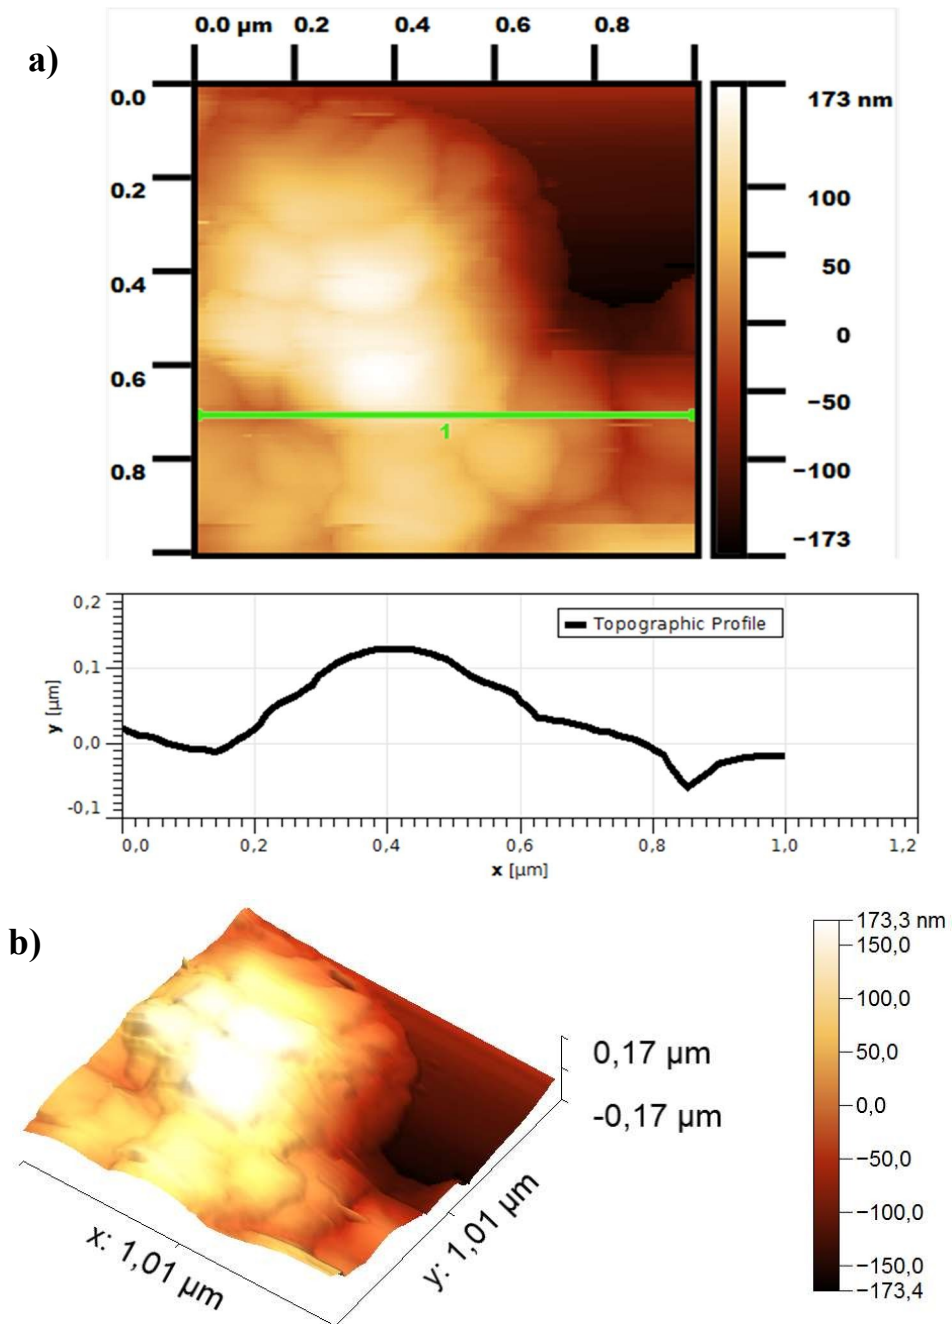 a)
0.0 µm 0.2 0.4 0.6 0.8
0.0
0.2
0.4
0.6
0.8
1
173 nm
100
50
0
−50
−100
−173
0,2
0,1
0,0
-0,1
y [µm]
Topographic Profile
0,0 0,2 0,4 0,6 0,8 1,0 1,2
x [µm]
b)
x: 1,01 µm
y: 1,01 µm
0,17 µm
-0,17 µm
173,3 nm
150,0
100,0
50,0
0,0
−50,0
−100,0
−150,0
−173,4